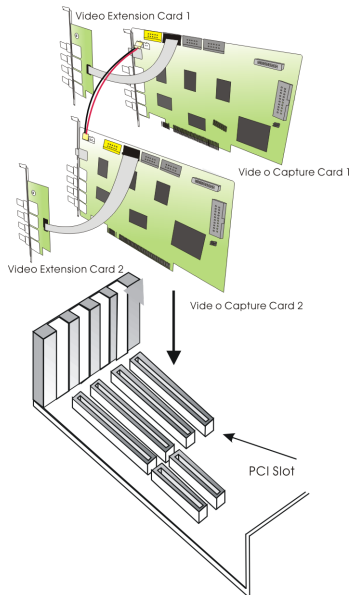 Video Extension Card 1
Vide o Capture Card 1
Video Extension Card 2
Vide o Capture Card 2
PCI Slot